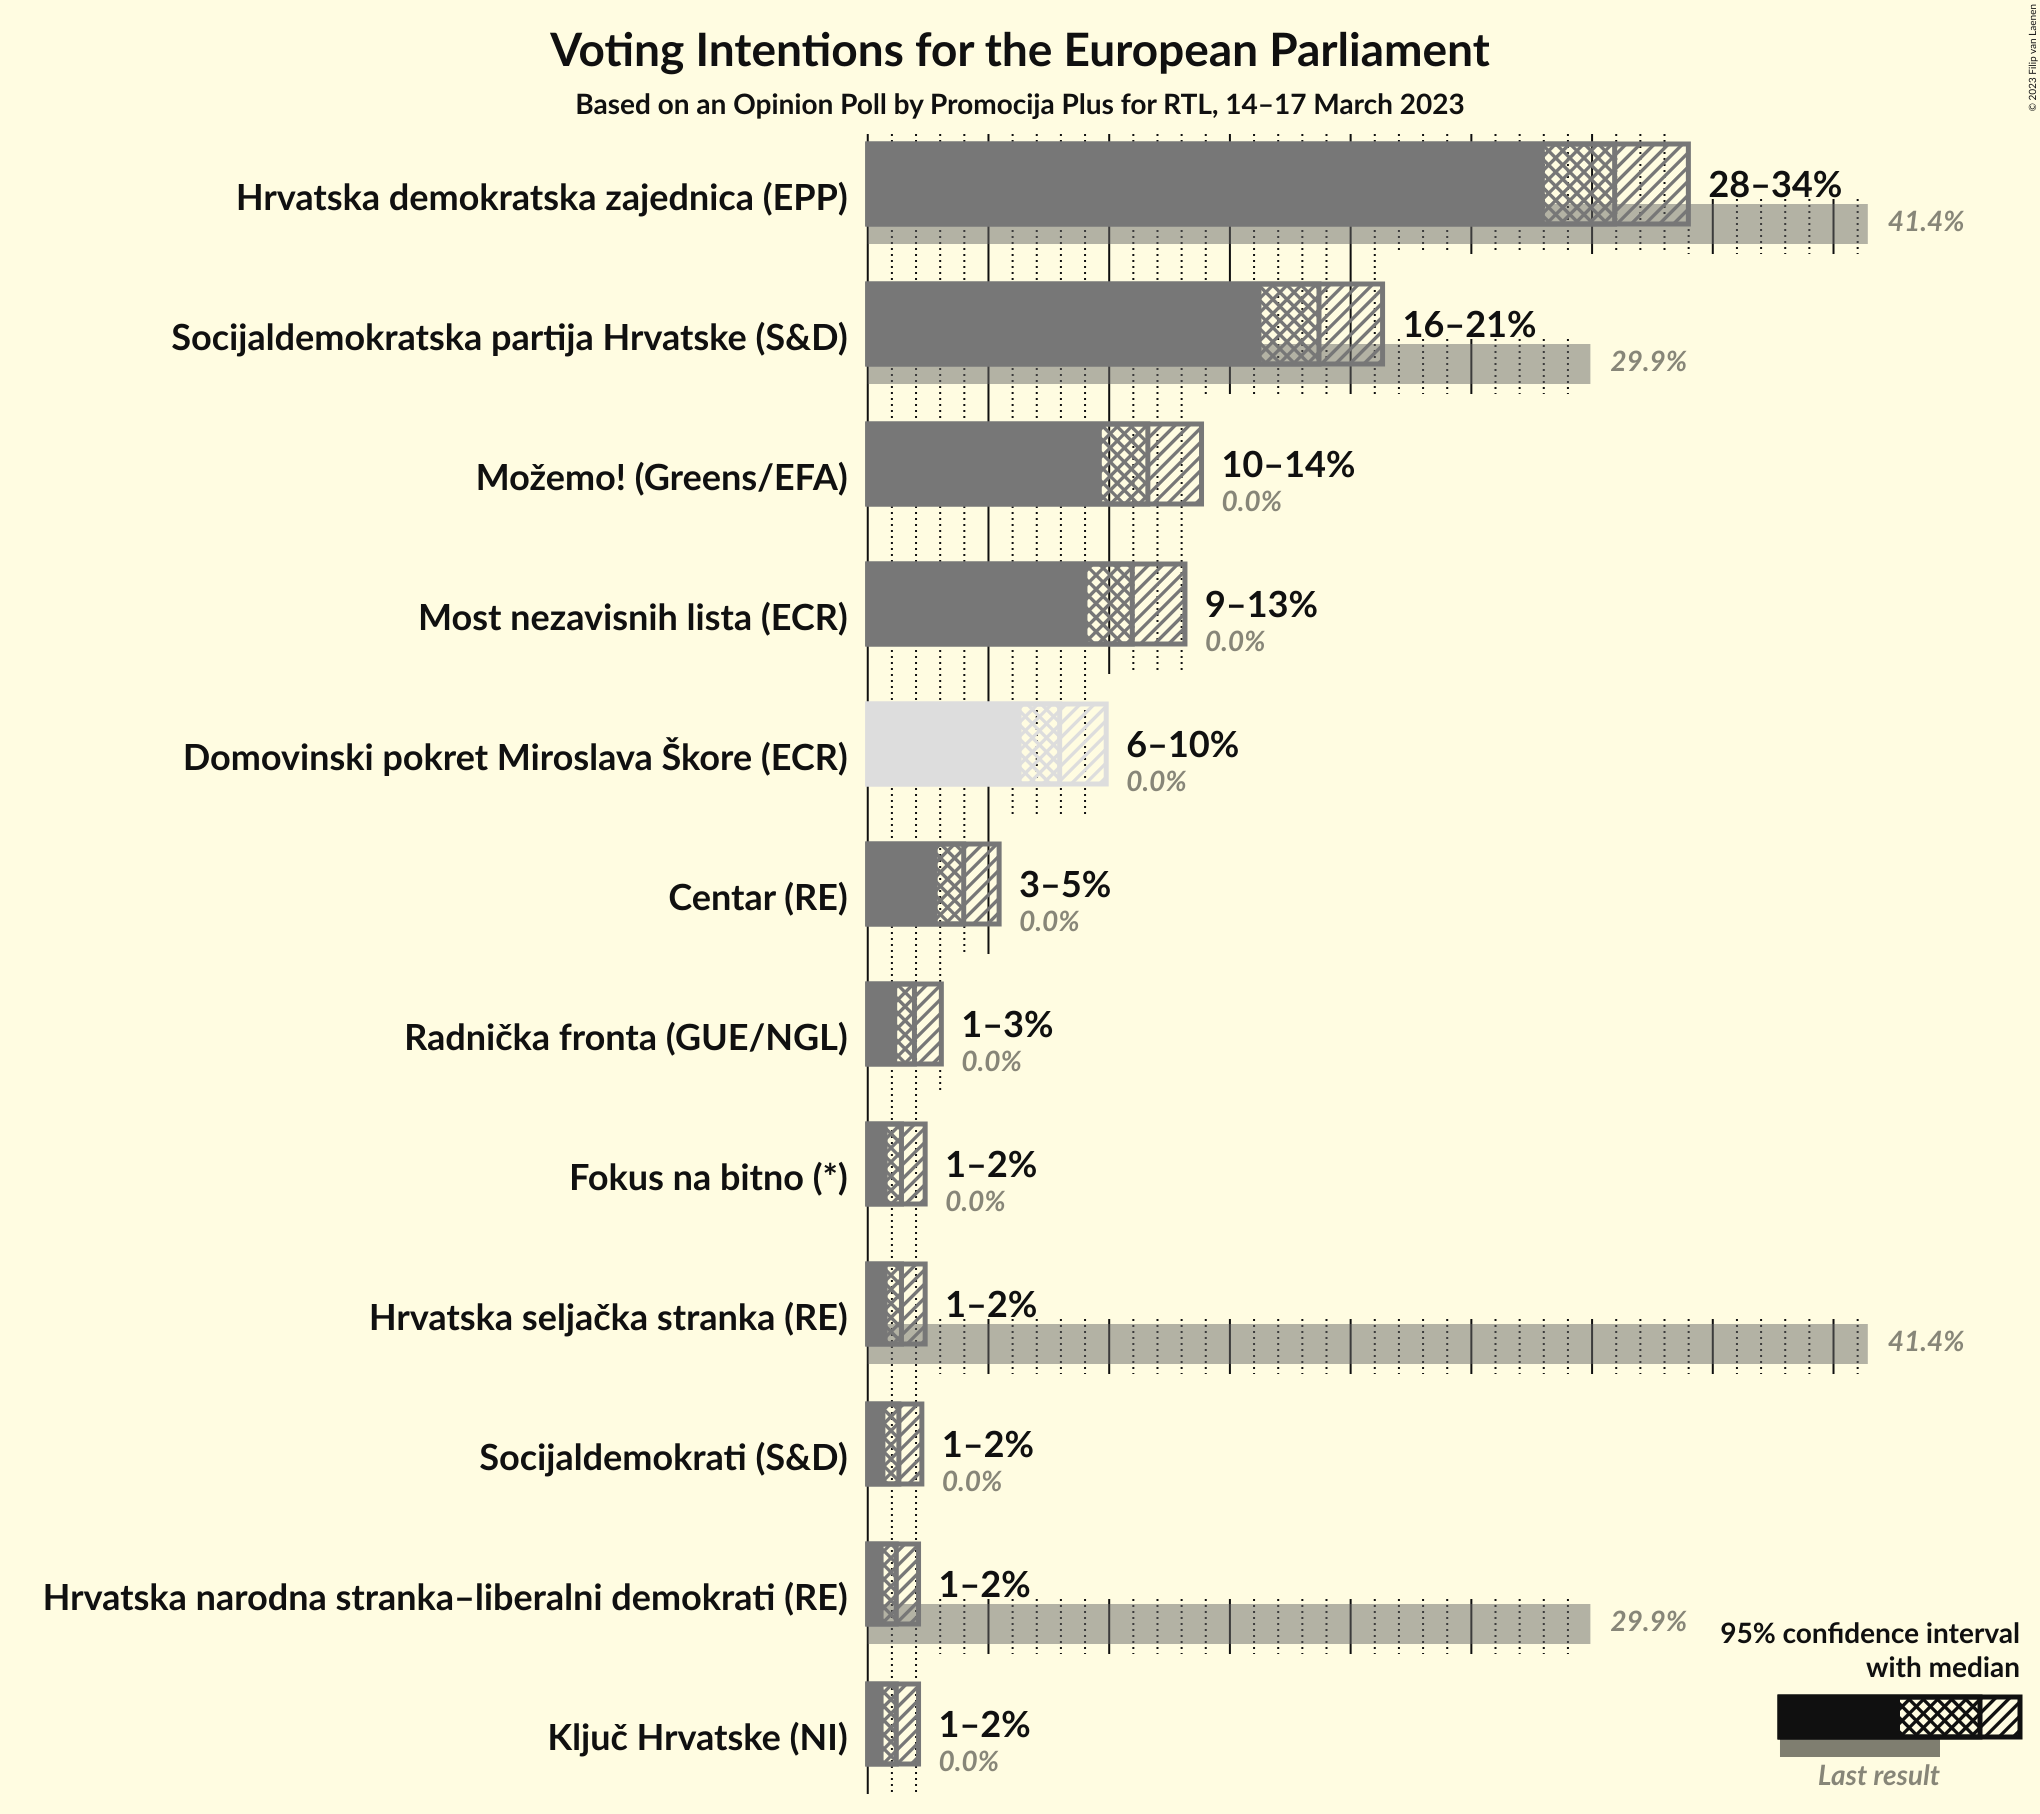 © 2023 Filip van Laenen
Voting Intentions for the European Parliament
Based on an Opinion Poll by Promocija Plus for RTL, 14–17 March 2023
Hrvatska demokratska zajednica (EPP)
28–34%
41.4%
Socijaldemokratska partija Hrvatske (S&D)
16–21%
29.9%
Možemo! (Greens/EFA)
10–14%
0.0%
Most nezavisnih lista (ECR)
9–13%
0.0%
Domovinski pokret Miroslava Škore (ECR)
6–10%
0.0%
Centar (RE)
3–5%
0.0%
Radnička fronta (GUE/NGL)
1–3%
0.0%
Fokus na bitno (*)
1–2%
0.0%
Hrvatska seljačka stranka (RE)
1–2%
41.4%
Socijaldemokrati (S&D)
1–2%
0.0%
Hrvatska narodna stranka–liberalni demokrati (RE)
1–2%
29.9%
Ključ Hrvatske (NI)
1–2%
0.0%
95% confidence interval
with median
Last result